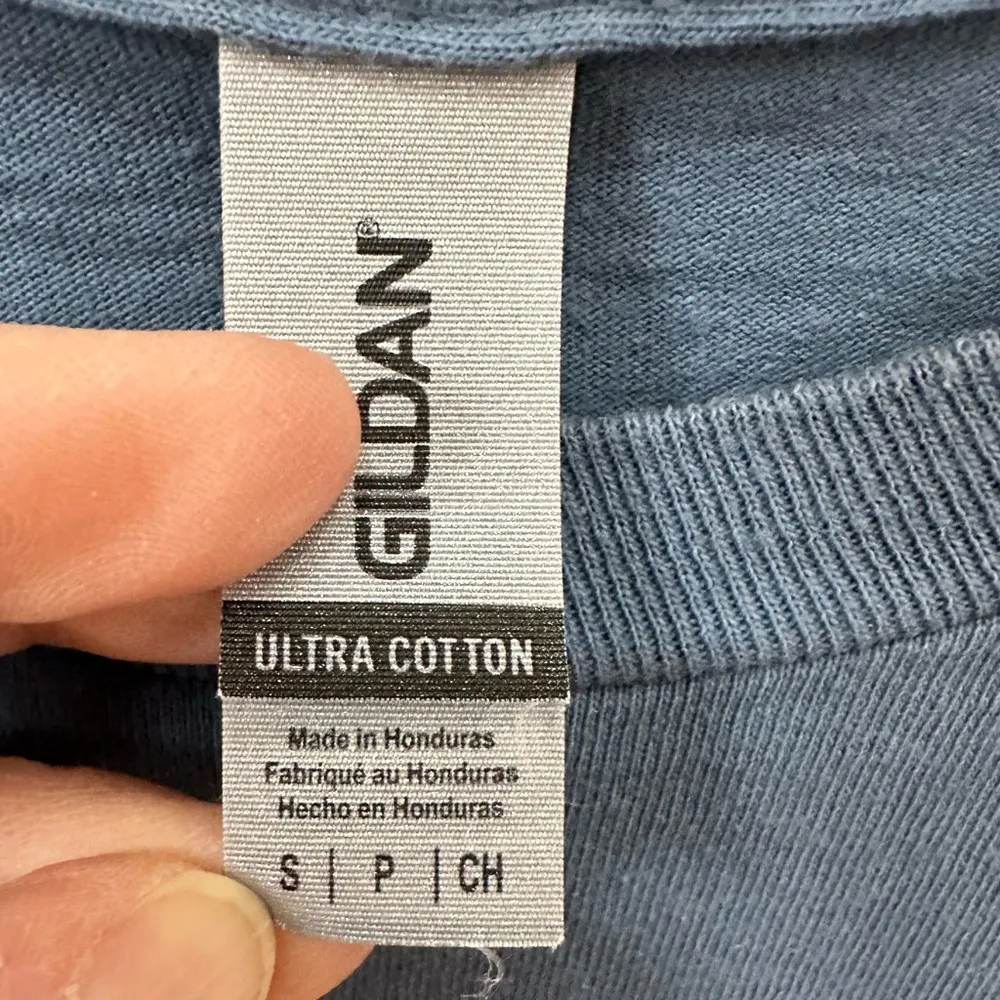 GILDAN®
ULTRA COTTON
Made in Honduras
Fabriqué au Honduras
Hecho en Honduras
S | P | CH